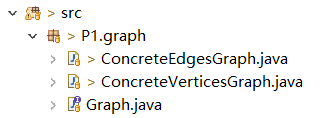 > src
> P1.graph
> ConcreteEdgesGraph.java
> ConcreteVerticesGraph.java
Graph.java